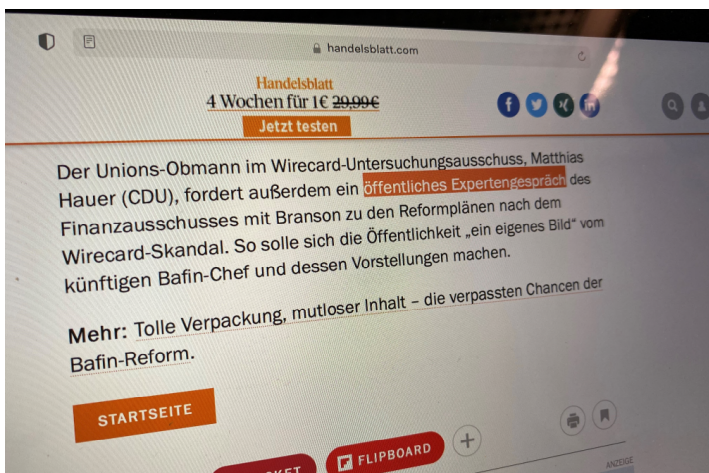 handelsblatt.com
Handelsblatt
4 Wochen für 1€ 29,99€
Jetzt testen
Der Unions-Obmann im Wirecard-Untersuchungsausschuss, Matthias
Hauer (CDU), fordert außerdem ein öffentliches Expertengespräch des
Finanzausschusses mit Branson zu den Reformplänen nach dem
Wirecard-Skandal. So solle sich die Öffentlichkeit „ein eigenes Bild“ vom
künftigen Bafin-Chef und dessen Vorstellungen machen.
Mehr: Tolle Verpackung, mutloser Inhalt – die verpassten Chancen der
Bafin-Reform.
STARTSEITE
FLIPBOARD
ANZEIGE